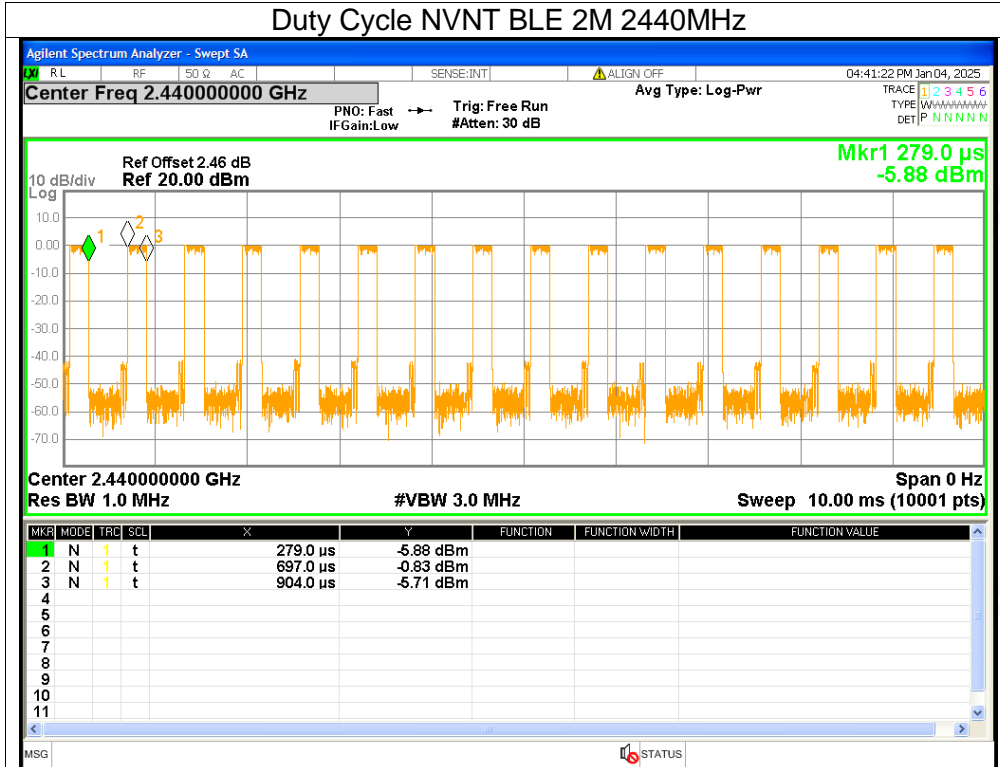 Duty Cycle NVNT BLE 2M 2440MHz
Agilent Spectrum Analyzer - Swept SA
LXI RL RF 50 Ω AC SENSE:INT ALIGN OFF 04:41:22 PM Jan 04, 2025
Center Freq 2.440000000 GHz Avg Type: Log-Pwr TRACE 1 2 3 4 5 6
PNO: Fast Trig: Free Run TYPE W
IFGain:Low #Atten: 30 dB DET P N N N N N
Mkr1 279.0 µs
Ref Offset 2.46 dB
10 dB/div Ref 20.00 dBm -5.88 dBm
Log
10.0
0.00
-10.0
-20.0
-30.0
-40.0
-50.0
-60.0
-70.0
1
2
3
Center 2.440000000 GHz Span 0 Hz
Res BW 1.0 MHz #VBW 3.0 MHz Sweep 10.00 ms (10001 pts)
MKR MODE TRC SCL X Y FUNCTION FUNCTION WIDTH FUNCTION VALUE
1 N 1 t 279.0 µs -5.88 dBm
2 N 1 t 697.0 µs -0.83 dBm
3 N 1 t 904.0 µs -5.71 dBm
4
5
6
7
8
9
10
11
MSG STATUS